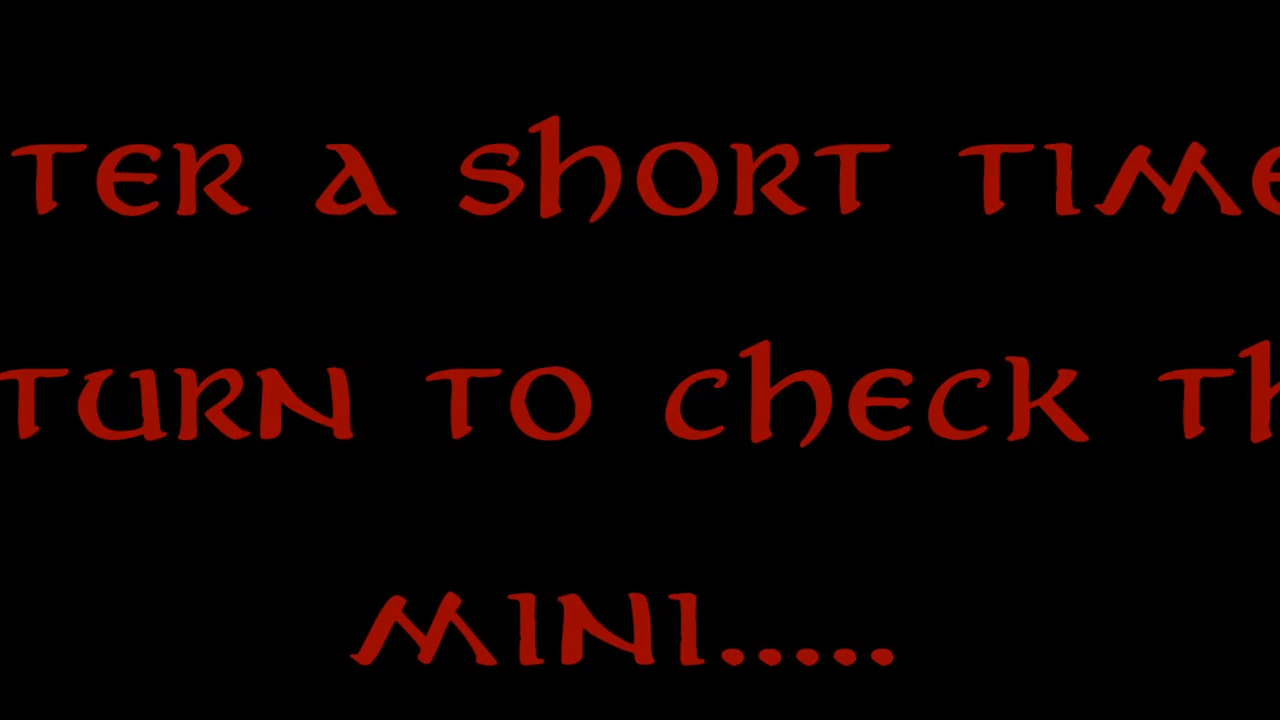 TER A SHORT TIME
TURN TO CHECK TH
MINI.....